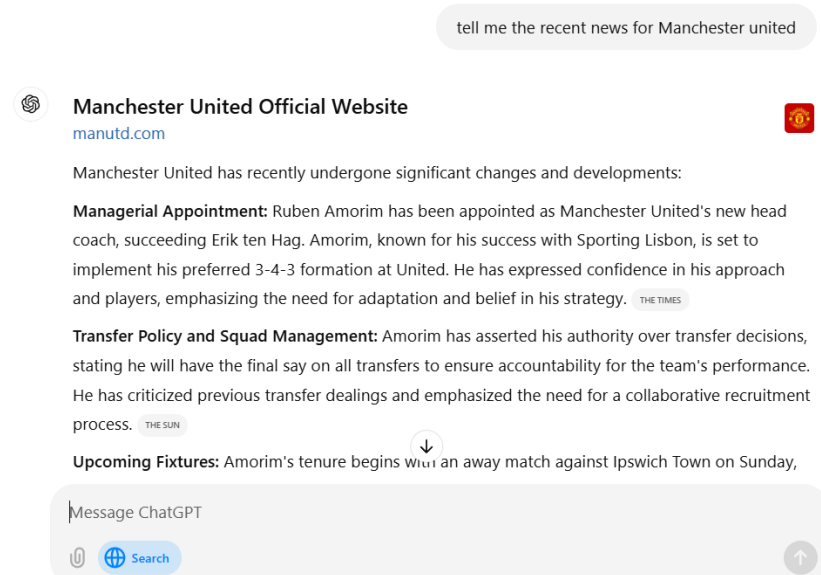 tell me the recent news for Manchester united
Manchester United Official Website
manutd.com
Manchester United has recently undergone significant changes and developments:
Managerial Appointment: Ruben Amorim has been appointed as Manchester United's new head
coach, succeeding Erik ten Hag. Amorim, known for his success with Sporting Lisbon, is set to
implement his preferred 3-4-3 formation at United. He has expressed confidence in his approach
and players, emphasizing the need for adaptation and belief in his strategy. THE TIMES
Transfer Policy and Squad Management: Amorim has asserted his authority over transfer decisions,
stating he will have the final say on all transfers to ensure accountability for the team's performance.
He has criticized previous transfer dealings and emphasized the need for a collaborative recruitment
process. THE SUN
Upcoming Fixtures: Amorim's tenure begins with an away match against Ipswich Town on Sunday,
Message ChatGPT
Search